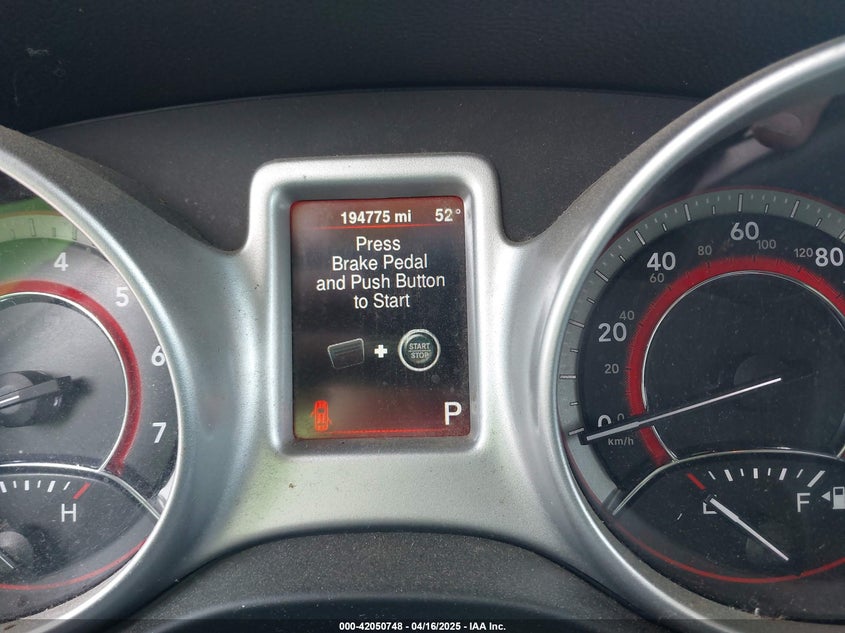 194775 mi 52°
Press
Brake Pedal
and Push Button
to Start
START
STOP
P
4
5
6
7
H
0
20
40
60
80
0
20
40
60
80
100
120
km/h
E
F
000-42050748 - 04/16/2025 - IAA Inc.